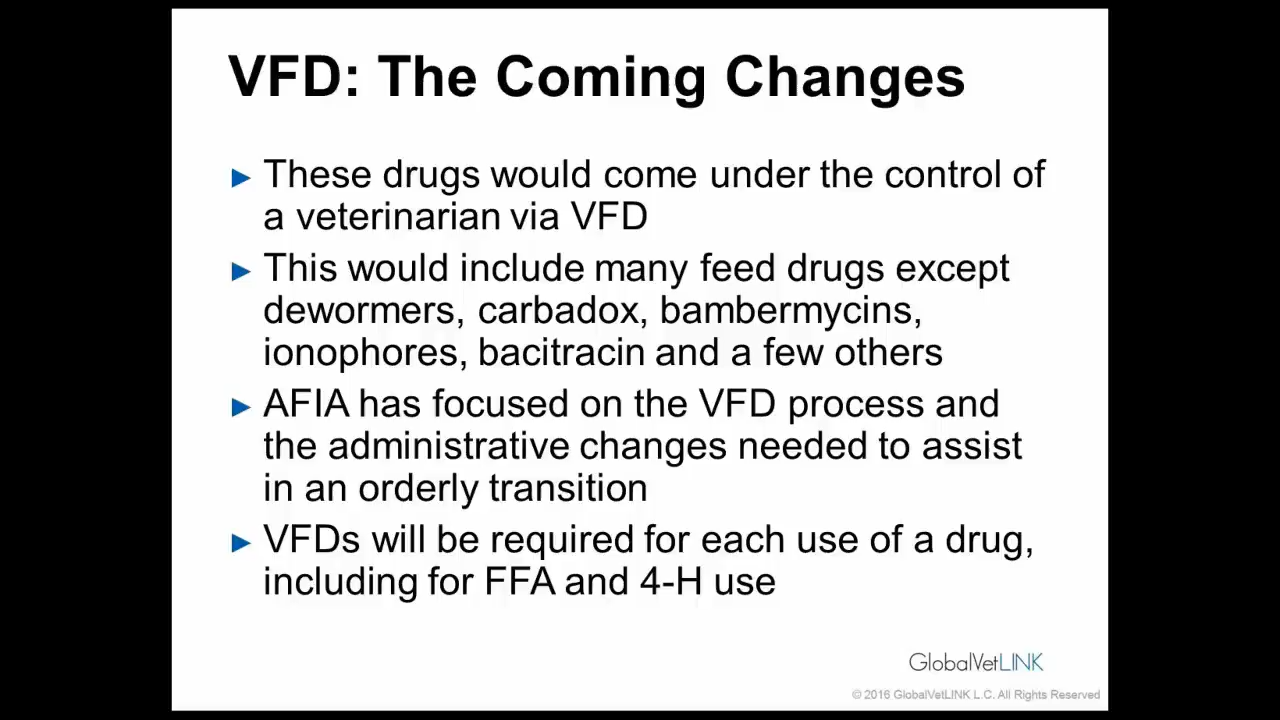 VFD: The Coming Changes
► These drugs would come under the control of
a veterinarian via VFD
► This would include many feed drugs except
dewormers, carbadox, bambermycins,
ionophores, bacitracin and a few others
► AFIA has focused on the VFD process and
the administrative changes needed to assist
in an orderly transition
► VFDs will be required for each use of a drug,
including for FFA and 4-H use
GlobalVetLINK
© 2016 GlobalVetLINK L.C. All Rights Reserved